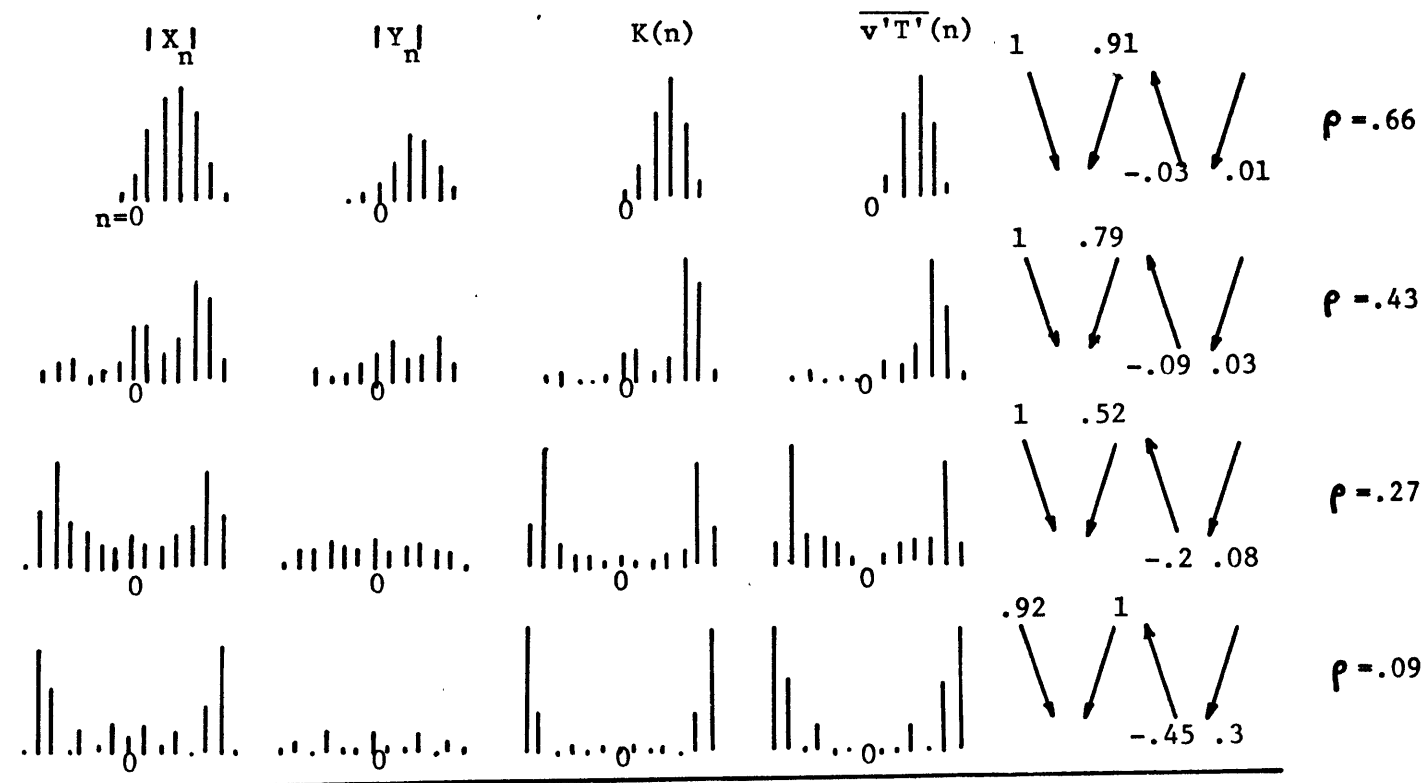 |X_n| |Y_n| K(n) \overline{v'T'}(n)
1 .91
ρ =.66
-.03 .01
n=0 0 0 0
1 .79
ρ =.43
-.09 .03
0 0 0 0
1 .52
ρ =.27
-.2 .08
0 0 0 0
.92 1
ρ =.09
-.45 .3
0 0 0 0